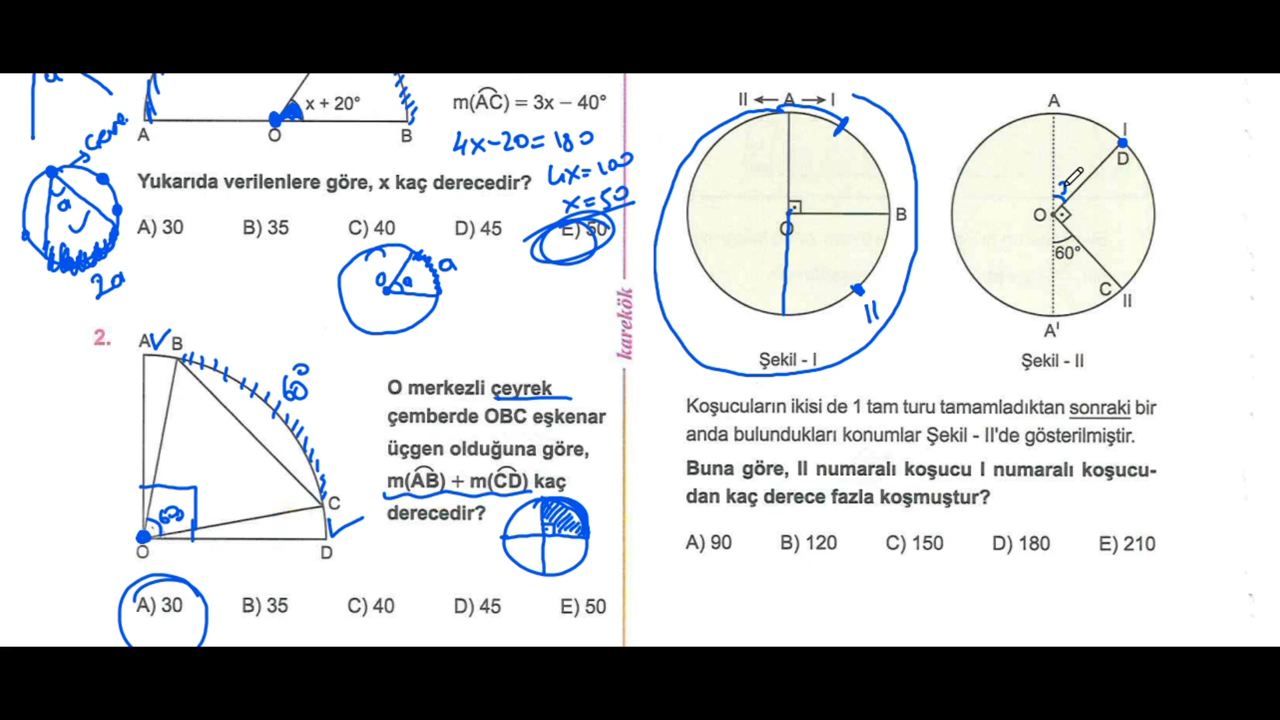 x + 20°
m(AC) = 3x – 40°
A
O
B
4x-20=180
4x=200
x=50
Yukarıda verilenlere göre, x kaç derecedir?
A) 30 B) 35 C) 40 D) 45 E) 50
a
2a
O
a
a
2.
A B
60°
60
C
O
D
O merkezli çeyrek
çemberde OBC eşkenar
üçgen olduğuna göre,
m(AB) + m(CD) kaç
derecedir?
A) 30 B) 35 C) 40 D) 45 E) 50
karekök
II ← A → I
B
O
II
Şekil - I
A
I
D
O
60°
C II
A'
Şekil - II
Koşucuların ikisi de 1 tam turu tamamladıktan sonraki bir
anda bulundukları konumlar Şekil - II'de gösterilmiştir.
Buna göre, II numaralı koşucu I numaralı koşucu-
dan kaç derece fazla koşmuştur?
A) 90 B) 120 C) 150 D) 180 E) 210